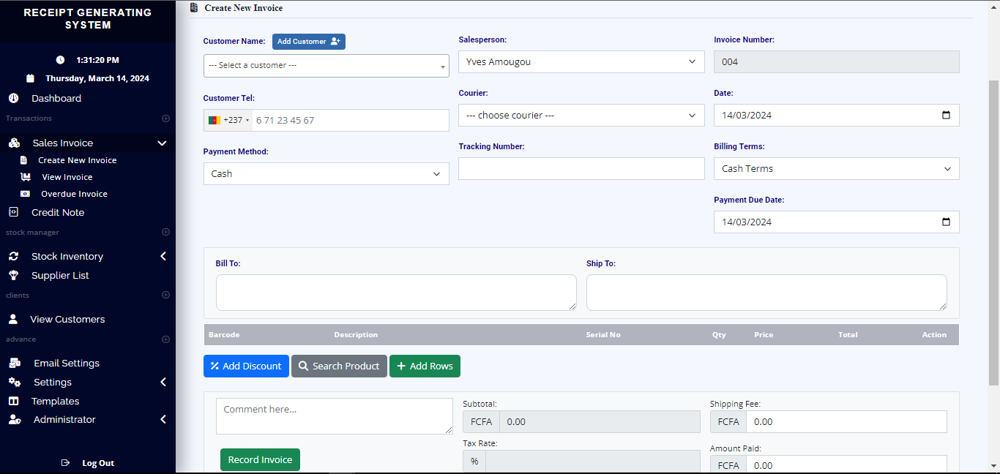 RECEIPT GENERATING
SYSTEM
1:31:20 PM
Thursday, March 14, 2024
Dashboard
Transactions
Sales Invoice
Create New Invoice
View Invoice
Overdue Invoice
Credit Note
stock manager
Stock Inventory
Supplier List
clients
View Customers
advance
Email Settings
Settings
Templates
Administrator
Log Out
Create New Invoice
Customer Name: Add Customer
--- Select a customer ---
Salesperson:
Yves Amougou
Invoice Number:
004
Customer Tel:
+237 6 71 23 45 67
Courier:
--- choose courier ---
Date:
14/03/2024
Payment Method:
Cash
Tracking Number:
Billing Terms:
Cash Terms
Payment Due Date:
14/03/2024
Bill To:
Ship To:
Barcode Description Serial No Qty Price Total Action
Add Discount Search Product Add Rows
Comment here...
Record Invoice
Subtotal:
FCFA 0.00
Tax Rate:
%
Shipping Fee:
FCFA 0.00
Amount Paid:
FCFA 0.00